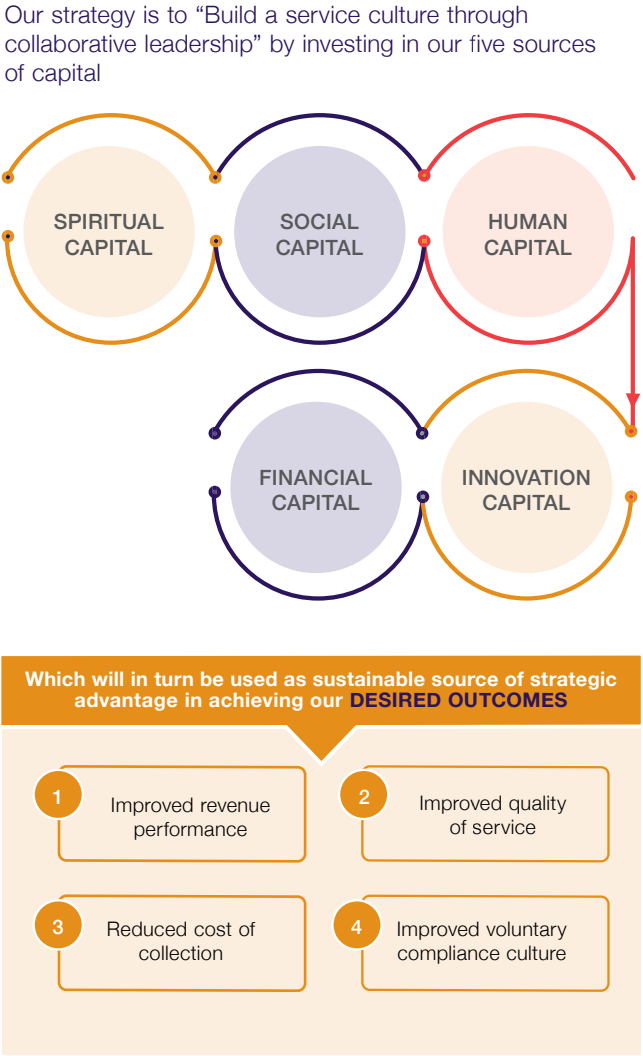 Our strategy is to “Build a service culture through
collaborative leadership” by investing in our five sources
of capital
SPIRITUAL
CAPITAL
SOCIAL
CAPITAL
HUMAN
CAPITAL
FINANCIAL
CAPITAL
INNOVATION
CAPITAL
Which will in turn be used as sustainable source of strategic
advantage in achieving our DESIRED OUTCOMES
1
Improved revenue
performance
2
Improved quality
of service
3
Reduced cost of
collection
4
Improved voluntary
compliance culture